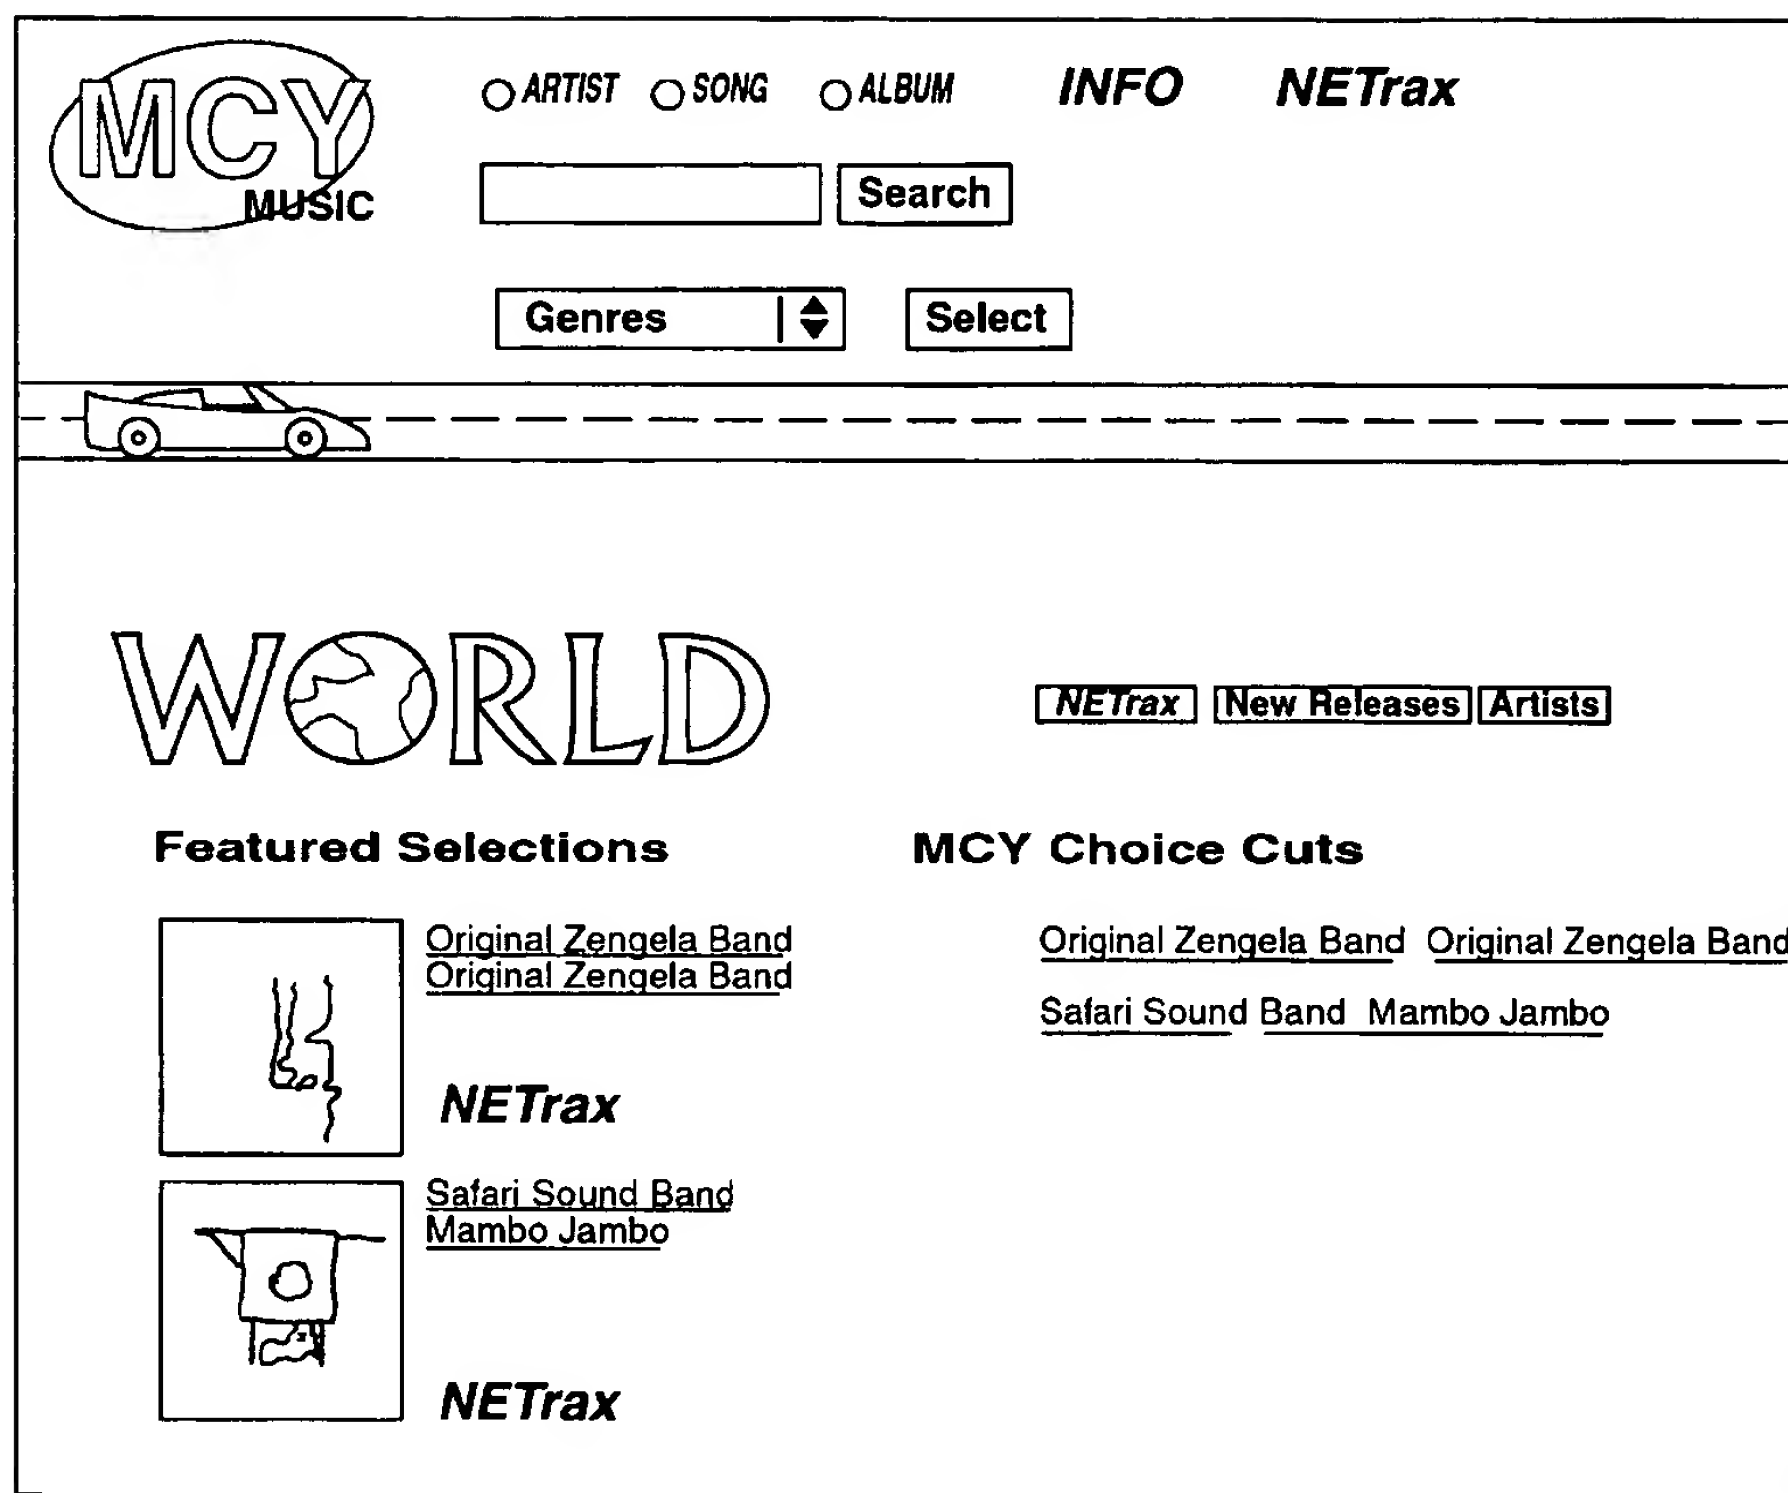 MCY
MUSIC
ARTIST SONG ALBUM INFO NETrax
Search
Genres Select
WORLD
NETrax New Releases Artists
Featured Selections
Original Zengela Band
Original Zengela Band
NETrax
Safari Sound Band
Mambo Jambo
NETrax
MCY Choice Cuts
Original Zengela Band Original Zengela Band
Safari Sound Band Mambo Jambo